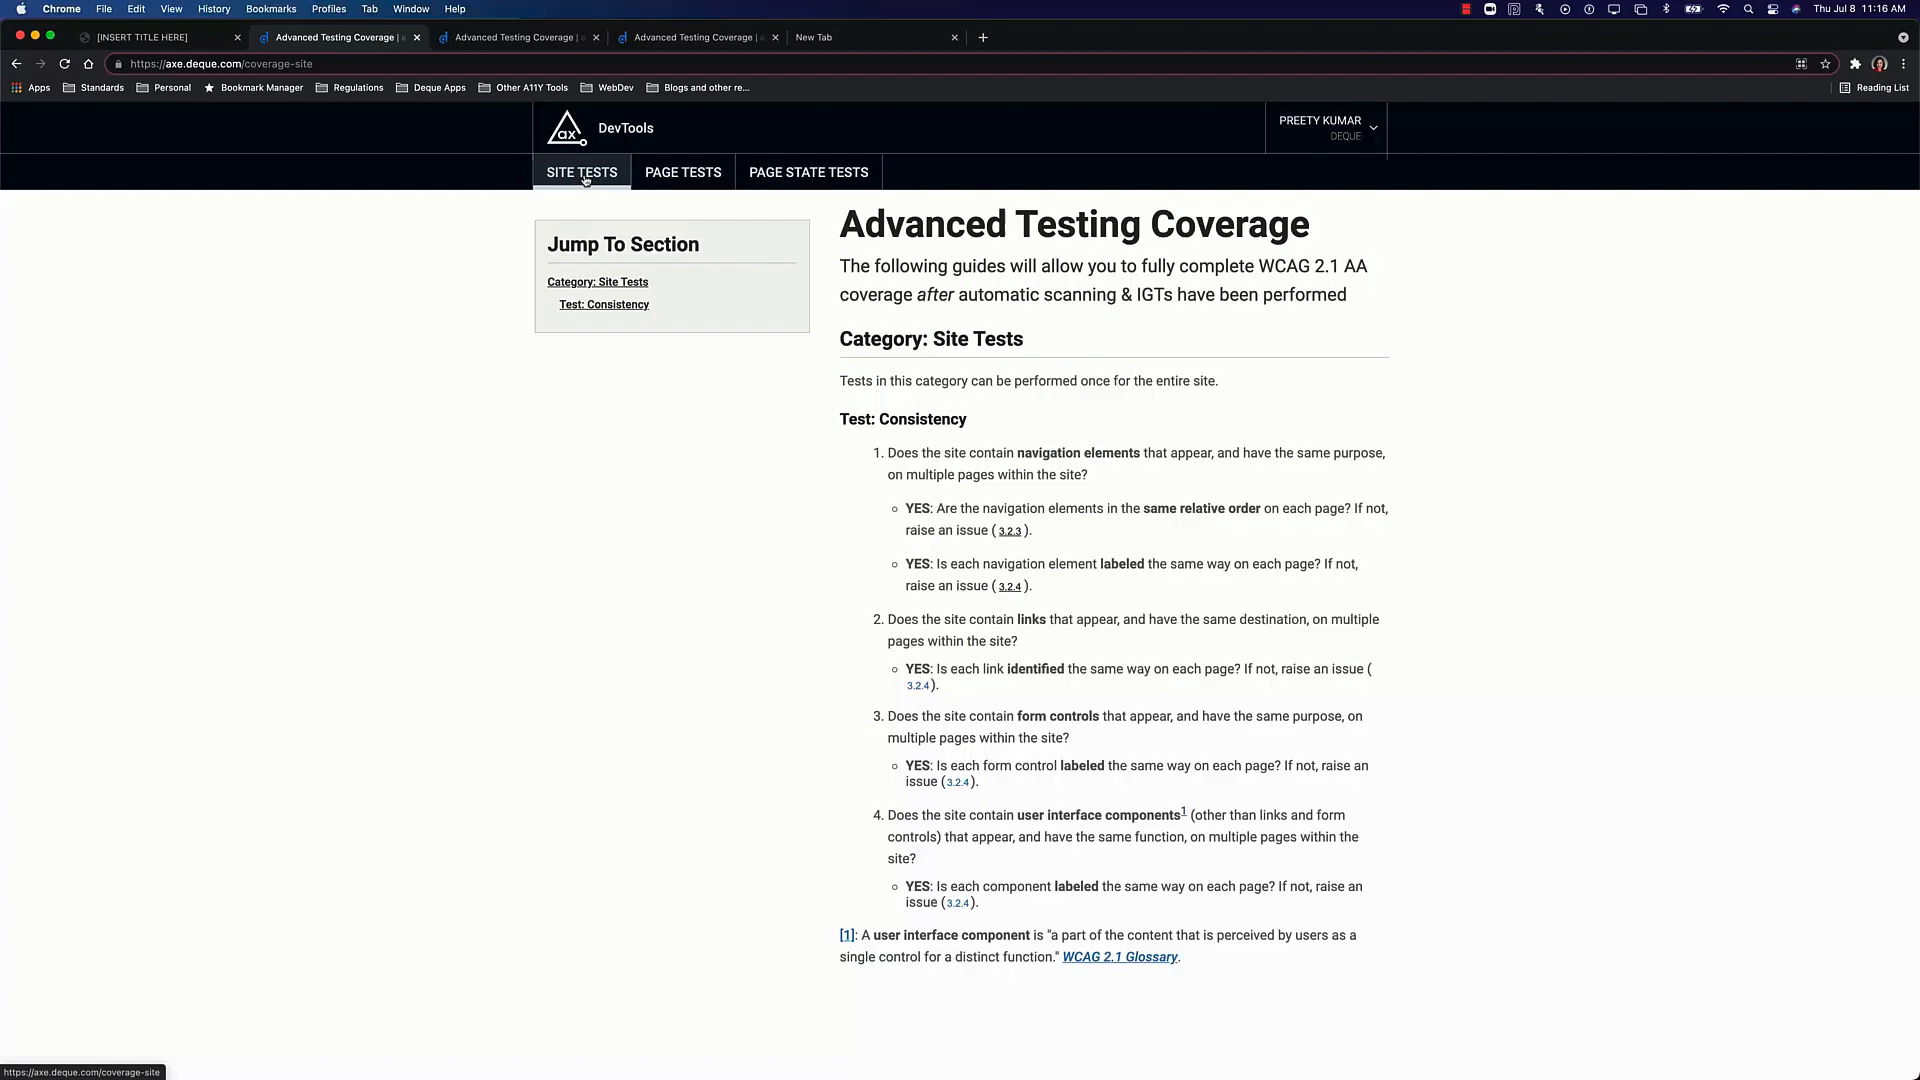 Chrome File Edit View History Bookmarks Profiles Tab Window Help Thu Jul 8 11:16 AM
[INSERT TITLE HERE] Advanced Testing Coverage | Advanced Testing Coverage | Advanced Testing Coverage | New Tab
https://axe.deque.com/coverage-site
Apps Standards Personal Bookmark Manager Regulations Deque Apps Other A11Y Tools WebDev Blogs and other re... Reading List
ax DevTools
PREETY KUMAR
DEQUE
SITE TESTS PAGE TESTS PAGE STATE TESTS
Jump To Section
Category: Site Tests
Test: Consistency
Advanced Testing Coverage
The following guides will allow you to fully complete WCAG 2.1 AA
coverage after automatic scanning & IGTs have been performed
Category: Site Tests
Tests in this category can be performed once for the entire site.
Test: Consistency
1. Does the site contain navigation elements that appear, and have the same purpose,
on multiple pages within the site?
YES: Are the navigation elements in the same relative order on each page? If not,
raise an issue ( 3.2.3 ).
YES: Is each navigation element labeled the same way on each page? If not,
raise an issue ( 3.2.4 ).
2. Does the site contain links that appear, and have the same destination, on multiple
pages within the site?
YES: Is each link identified the same way on each page? If not, raise an issue (
3.2.4 ).
3. Does the site contain form controls that appear, and have the same purpose, on
multiple pages within the site?
YES: Is each form control labeled the same way on each page? If not, raise an
issue ( 3.2.4 ).
4. Does the site contain user interface components1 (other than links and form
controls) that appear, and have the same function, on multiple pages within the
site?
YES: Is each component labeled the same way on each page? If not, raise an
issue ( 3.2.4 ).
[1]: A user interface component is "a part of the content that is perceived by users as a
single control for a distinct function." WCAG 2.1 Glossary.
https://axe.deque.com/coverage-site